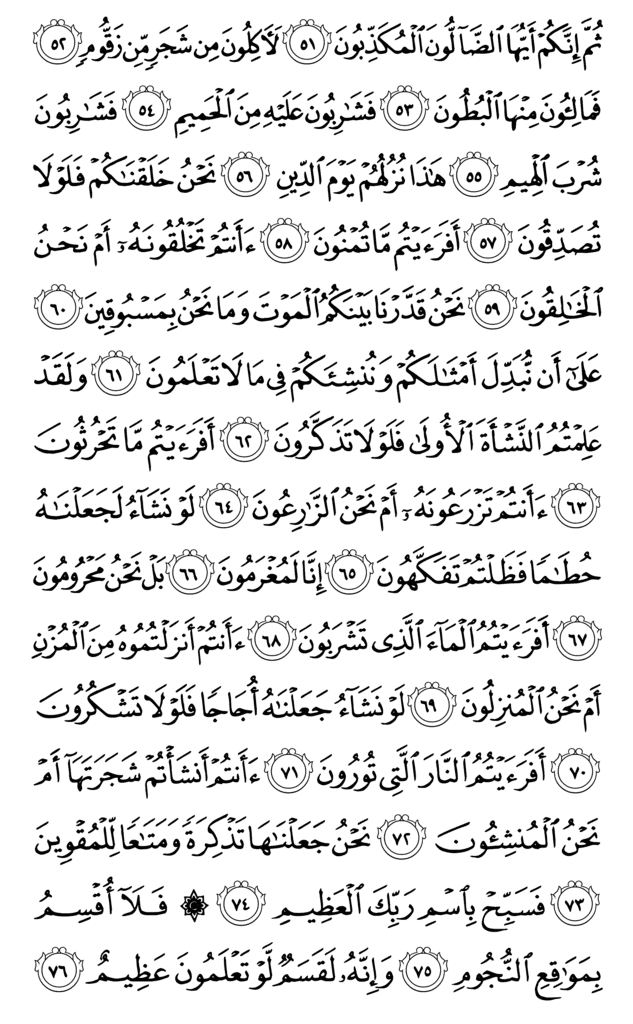 ثُمَّ إِنَّكُمْ أَيُّهَا ٱلضَّآلُّونَ ٱلْمُكَذِّبُونَ ٥١ لَـَٔاكِلُونَ مِن شَجَرٍ مِّن زَقُّومٍ ٥٢
فَمَالِـُٔونَ مِنْهَا ٱلْبُطُونَ ٥٣ فَشَـٰرِبُونَ عَلَيْهِ مِنَ ٱلْحَمِيمِ ٥٤ فَشَـٰرِبُونَ
شُرْبَ ٱلْهِيمِ ٥٥ هَـٰذَا نُزُلُهُمْ يَوْمَ ٱلدِّينِ ٥٦ نَحْنُ خَلَقْنَـٰكُمْ فَلَوْلَا
تُصَدِّقُونَ ٥٧ أَفَرَءَيْتُم مَّا تُمْنُونَ ٥٨ ءَأَنتُمْ تَخْلُقُونَهُۥٓ أَمْ نَحْنُ
ٱلْخَـٰلِقُونَ ٥٩ نَحْنُ قَدَّرْنَا بَيْنَكُمُ ٱلْمَوْتَ وَمَا نَحْنُ بِمَسْبُوقِينَ ٦٠
عَلَىٰٓ أَن نُّبَدِّلَ أَمْثَـٰلَكُمْ وَنُنشِئَكُمْ فِى مَا لَا تَعْلَمُونَ ٦١ وَلَقَدْ
عَلِمْتُمُ ٱلنَّشْأَةَ ٱلْأُولَىٰ فَلَوْلَا تَذَكَّرُونَ ٦٢ أَفَرَءَيْتُم مَّا تَحْرُثُونَ
٦٣ ءَأَنتُمْ تَزْرَعُونَهُۥٓ أَمْ نَحْنُ ٱلزَّٰرِعُونَ ٦٤ لَوْ نَشَآءُ لَجَعَلْنَـٰهُ
حُطَـٰمًا فَظَلْتُمْ تَفَكَّهُونَ ٦٥ إِنَّا لَمُغْرَمُونَ ٦٦ بَلْ نَحْنُ مَحْرُومُونَ
٦٧ أَفَرَءَيْتُمُ ٱلْمَآءَ ٱلَّذِى تَشْرَبُونَ ٦٨ ءَأَنتُمْ أَنزَلْتُمُوهُ مِنَ ٱلْمُزْنِ
أَمْ نَحْنُ ٱلْمُنزِلُونَ ٦٩ لَوْ نَشَآءُ جَعَلْنَـٰهُ أُجَاجًا فَلَوْلَا تَشْكُرُونَ
٧٠ أَفَرَءَيْتُمُ ٱلنَّارَ ٱلَّتِى تُورُونَ ٧١ ءَأَنتُمْ أَنشَأْتُمْ شَجَرَتَهَآ أَمْ
نَحْنُ ٱلْمُنشِـُٔونَ ٧٢ نَحْنُ جَعَلْنَـٰهَا تَذْكِرَةً وَمَتَـٰعًا لِّلْمُقْوِينَ
٧٣ فَسَبِّحْ بِٱسْمِ رَبِّكَ ٱلْعَظِيمِ ٧٤ ۞ فَلَآ أُقْسِمُ
بِمَوَٰقِعِ ٱلنُّجُومِ ٧٥ وَإِنَّهُۥ لَقَسَمٌ لَّوْ تَعْلَمُونَ عَظِيمٌ ٧٦